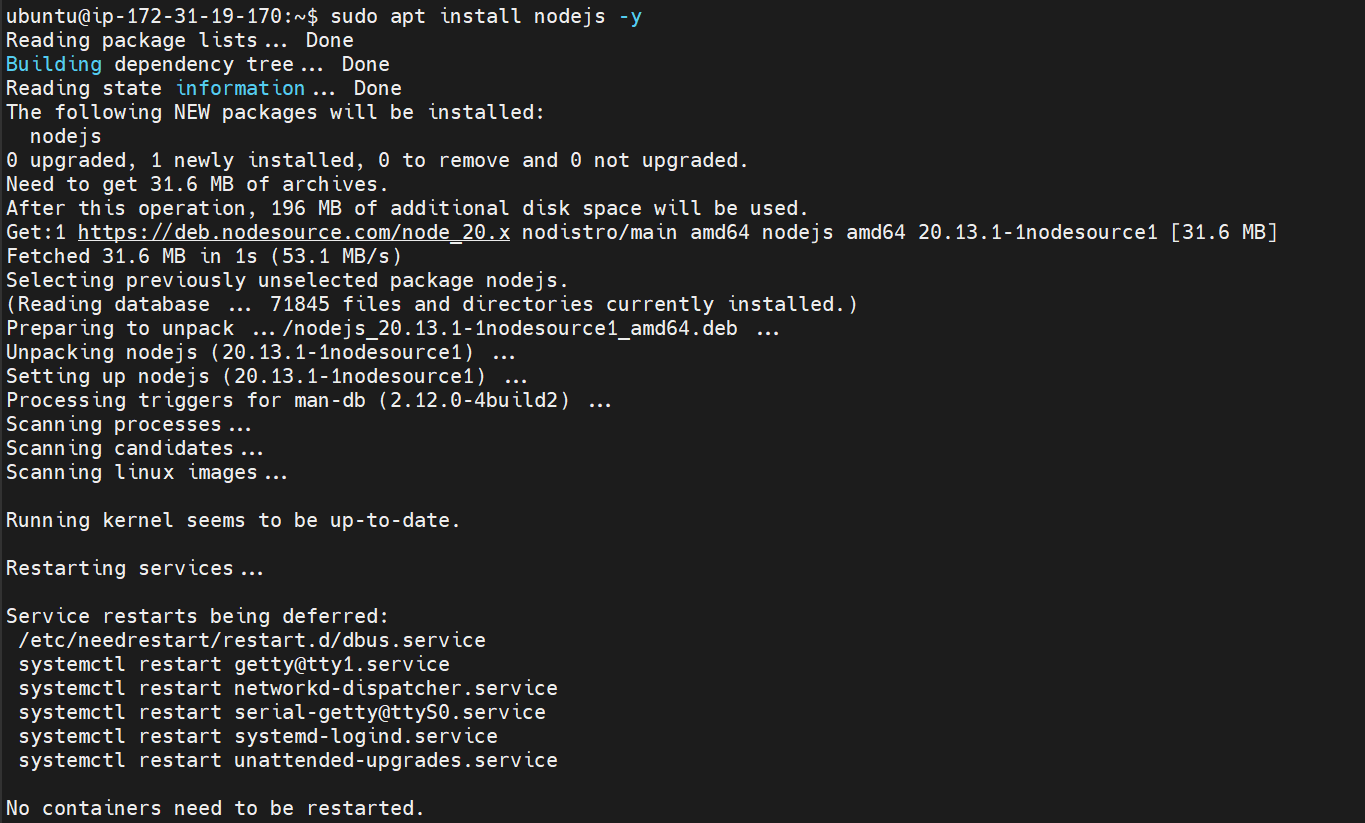 ubuntu@ip-172-31-19-170:~$ sudo apt install nodejs -y
Reading package lists... Done
Building dependency tree... Done
Reading state information... Done
The following NEW packages will be installed:
  nodejs
0 upgraded, 1 newly installed, 0 to remove and 0 not upgraded.
Need to get 31.6 MB of archives.
After this operation, 196 MB of additional disk space will be used.
Get:1 https://deb.nodesource.com/node_20.x nodistro/main amd64 nodejs amd64 20.13.1-1nodesource1 [31.6 MB]
Fetched 31.6 MB in 1s (53.1 MB/s)
Selecting previously unselected package nodejs.
(Reading database ... 71845 files and directories currently installed.)
Preparing to unpack .../nodejs_20.13.1-1nodesource1_amd64.deb ...
Unpacking nodejs (20.13.1-1nodesource1) ...
Setting up nodejs (20.13.1-1nodesource1) ...
Processing triggers for man-db (2.12.0-4build2) ...
Scanning processes...
Scanning candidates...
Scanning linux images...

Running kernel seems to be up-to-date.

Restarting services...

Service restarts being deferred:
 /etc/needrestart/restart.d/dbus.service
 systemctl restart getty@tty1.service
 systemctl restart networkd-dispatcher.service
 systemctl restart serial-getty@ttyS0.service
 systemctl restart systemd-logind.service
 systemctl restart unattended-upgrades.service

No containers need to be restarted.